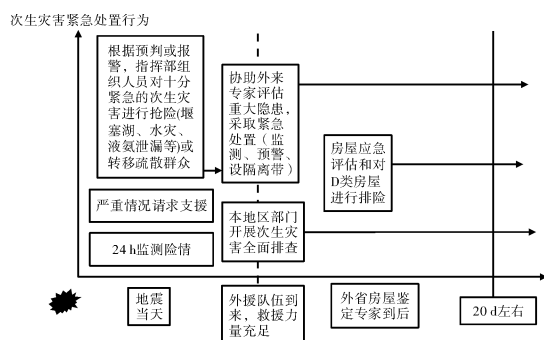 次生灾害紧急处置行为
根据预判或报
警，指挥部组
织人员对十分
紧急的次生灾
害进行抢险(堰
塞湖、水灾、
液氨泄漏等)或
转移疏散群众
严重情况请求支援
24 h监测险情
协助外来
专家评估
重大隐患，
采取紧急
处置（监
测、预警、
设隔离带）
本地区部门
开展次生灾
害全面排查
房屋应急
评估和对
D类房屋
进行排险
地震
当天
外援队伍到
来，救援力
量充足
外省房屋鉴
定专家到后
20 d左右